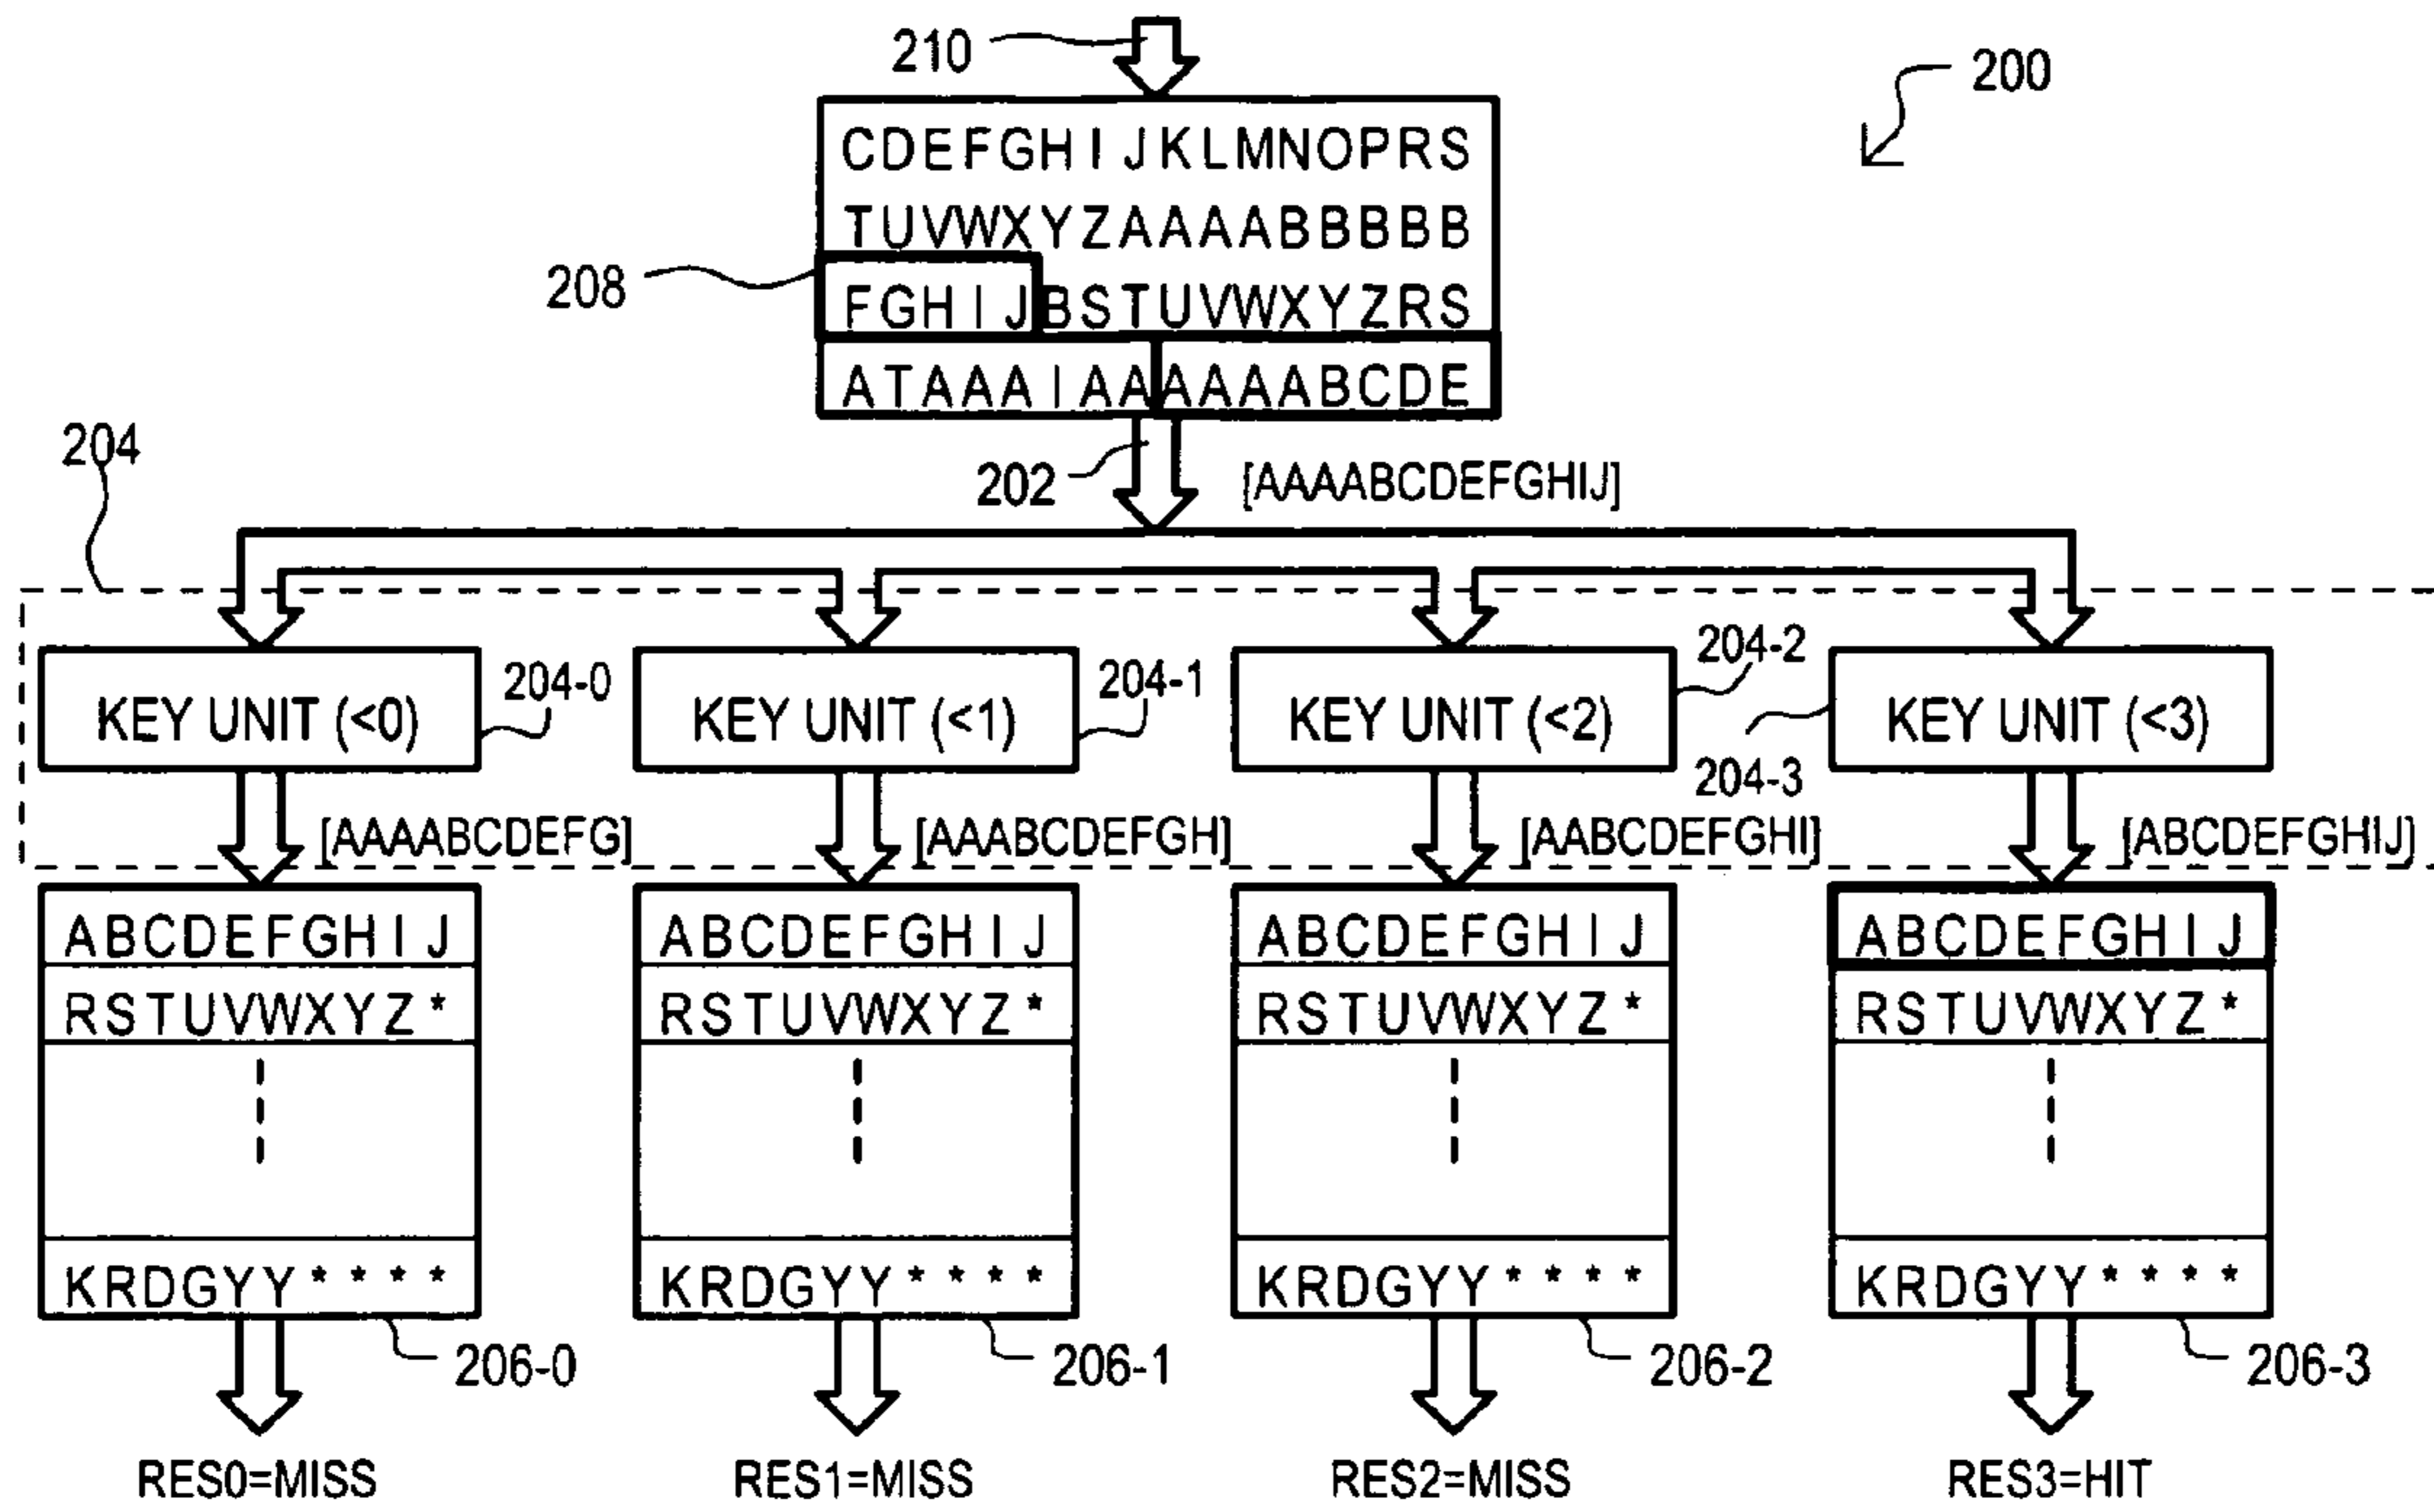 210
200
CDEFGHIJKLMNOPRS
TUVWXYZAAAABBBBB
208
FGHIJBSTUVWXYZRS
ATAAAIAAAAAABCDE
204
202
[AAAABCDEFGHIJ]
KEY UNIT (<0)
204-0
KEY UNIT (<1)
204-1
KEY UNIT (<2)
204-2
204-3
KEY UNIT (<3)
[AAAABCDEFG]
[AAABCDEFGH]
[AABCDEFGHI]
[ABCDEFGHIJ]
ABCDEFGHIJ
ABCDEFGHIJ
ABCDEFGHIJ
ABCDEFGHIJ
RSTUVWXYZ*
RSTUVWXYZ*
RSTUVWXYZ*
RSTUVWXYZ*
KRDGYY****
KRDGYY****
KRDGYY****
KRDGYY****
206-0
206-1
206-2
206-3
RES0=MISS
RES1=MISS
RES2=MISS
RES3=HIT